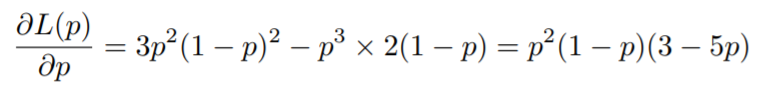 ∂L(p)/∂p = 3p²(1 − p)² − p³ × 2(1 − p) = p²(1 − p)(3 − 5p)